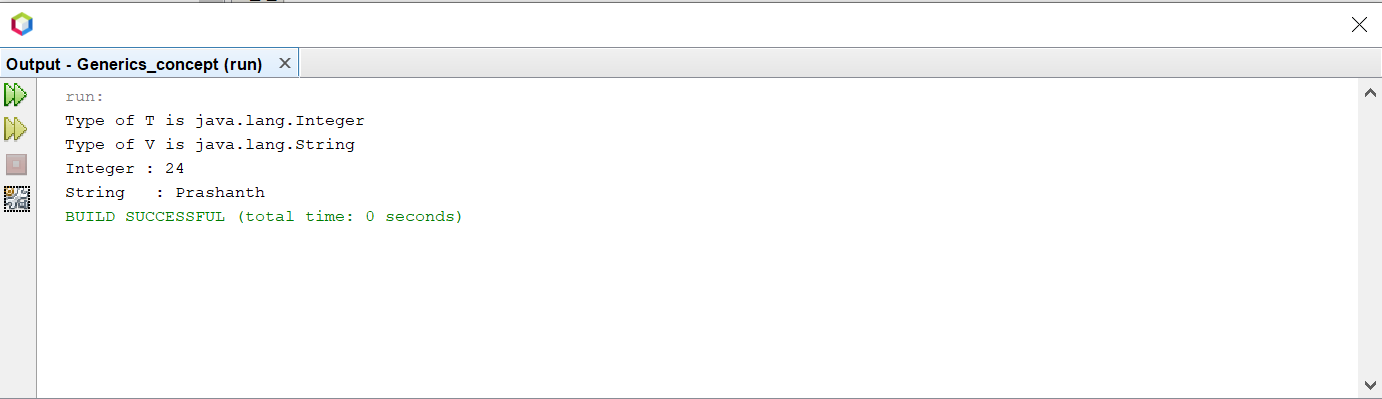 Output - Generics_concept (run)
run:
Type of T is java.lang.Integer
Type of V is java.lang.String
Integer : 24
String   : Prashanth
BUILD SUCCESSFUL (total time: 0 seconds)